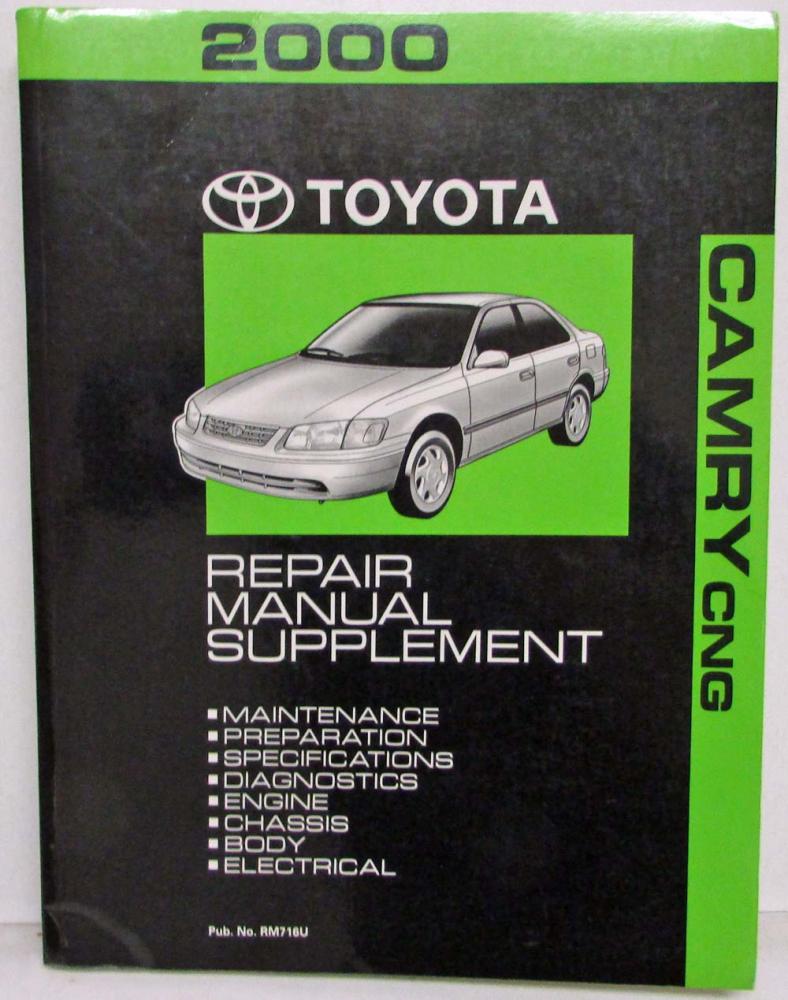 2000
TOYOTA
CAMRY CNG
REPAIR
MANUAL
SUPPLEMENT
▪ MAINTENANCE
▪ PREPARATION
▪ SPECIFICATIONS
▪ DIAGNOSTICS
▪ ENGINE
▪ CHASSIS
▪ BODY
▪ ELECTRICAL
Pub. No. RM716U